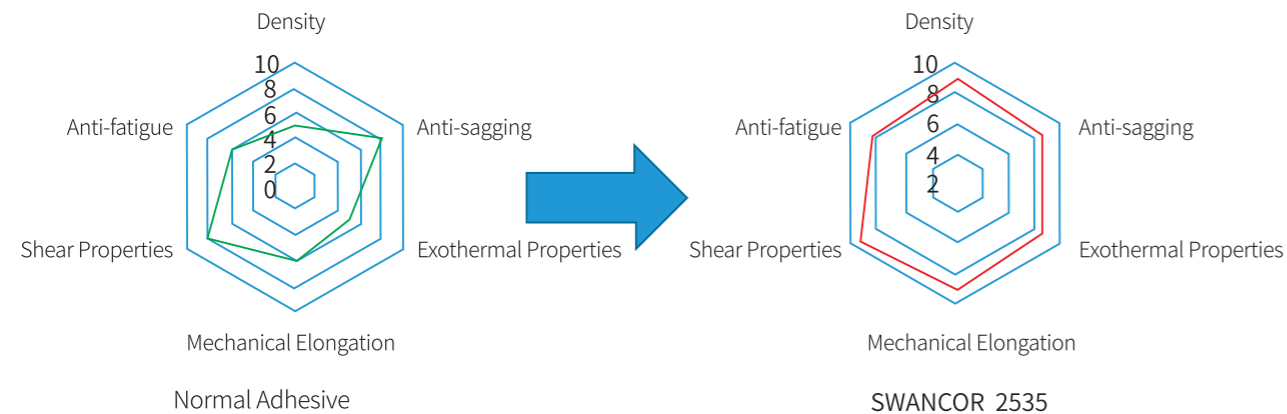 Density
10
8
6
4
2
0
Anti-fatigue
Anti-sagging
Shear Properties
Exothermal Properties
Mechanical Elongation
Normal Adhesive
Density
10
8
6
4
2
Anti-fatigue
Anti-sagging
Shear Properties
Exothermal Properties
Mechanical Elongation
SWANCOR 2535